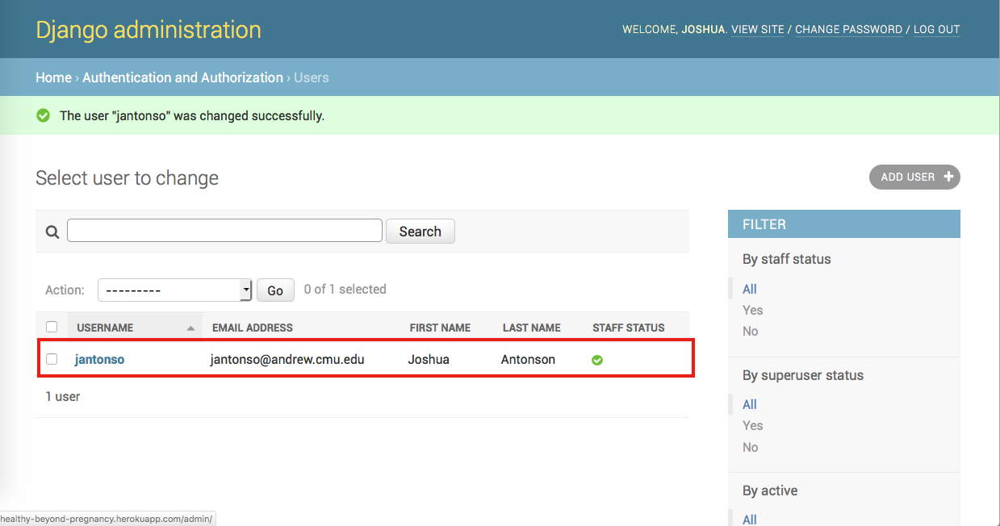 Django administration
WELCOME, JOSHUA. VIEW SITE / CHANGE PASSWORD / LOG OUT
Home › Authentication and Authorization › Users
The user "jantonso" was changed successfully.
Select user to change
ADD USER +
Search
Action: --------- Go 0 of 1 selected
USERNAME EMAIL ADDRESS FIRST NAME LAST NAME STAFF STATUS
jantonso jantonso@andrew.cmu.edu Joshua Antonson
1 user
FILTER
By staff status
All
Yes
No
By superuser status
All
Yes
No
By active
All
healthy-beyond-pregnancy.herokuapp.com/admin/